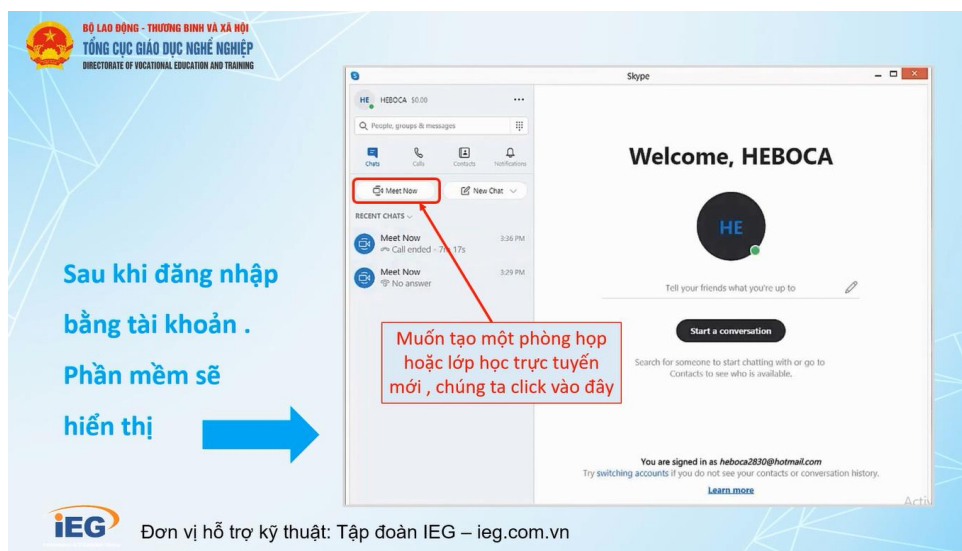 BỘ LAO ĐỘNG - THƯƠNG BINH VÀ XÃ HỘI
TỔNG CỤC GIÁO DỤC NGHỀ NGHIỆP
DIRECTORATE OF VOCATIONAL EDUCATION AND TRAINING
Sau khi đăng nhập
bằng tài khoản .
Phần mềm sẽ
hiển thị
Skype
HE HEBOCA $0.00
People, groups & messages
Chats Calls Contacts Notifications
Meet Now New Chat
RECENT CHATS
Meet Now 3:36 PM
Call ended - 7m 17s
Meet Now 3:29 PM
No answer
Muốn tạo một phòng họp
hoặc lớp học trực tuyến
mới , chúng ta click vào đây
Welcome, HEBOCA
HE
Tell your friends what you're up to
Start a conversation
Search for someone to start chatting with or go to
Contacts to see who is available.
You are signed in as heboca2830@hotmail.com
Try switching accounts if you do not see your contacts or conversation history.
Learn more
Activ
iEG
Đơn vị hỗ trợ kỹ thuật: Tập đoàn IEG – ieg.com.vn